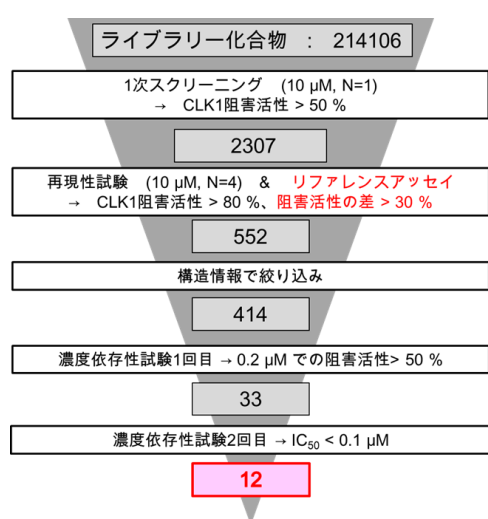 ライブラリー化合物 : 214106
1次スクリーニング (10 μM, N=1)
→ CLK1阻害活性 > 50 %
2307
再現性試験 (10 μM, N=4) & リファレンスアッセイ
→ CLK1阻害活性 > 80 %、阻害活性の差 > 30 %
552
構造情報で絞り込み
414
濃度依存性試験1回目 → 0.2 μM での阻害活性> 50 %
33
濃度依存性試験2回目 → IC50 < 0.1 μM
12